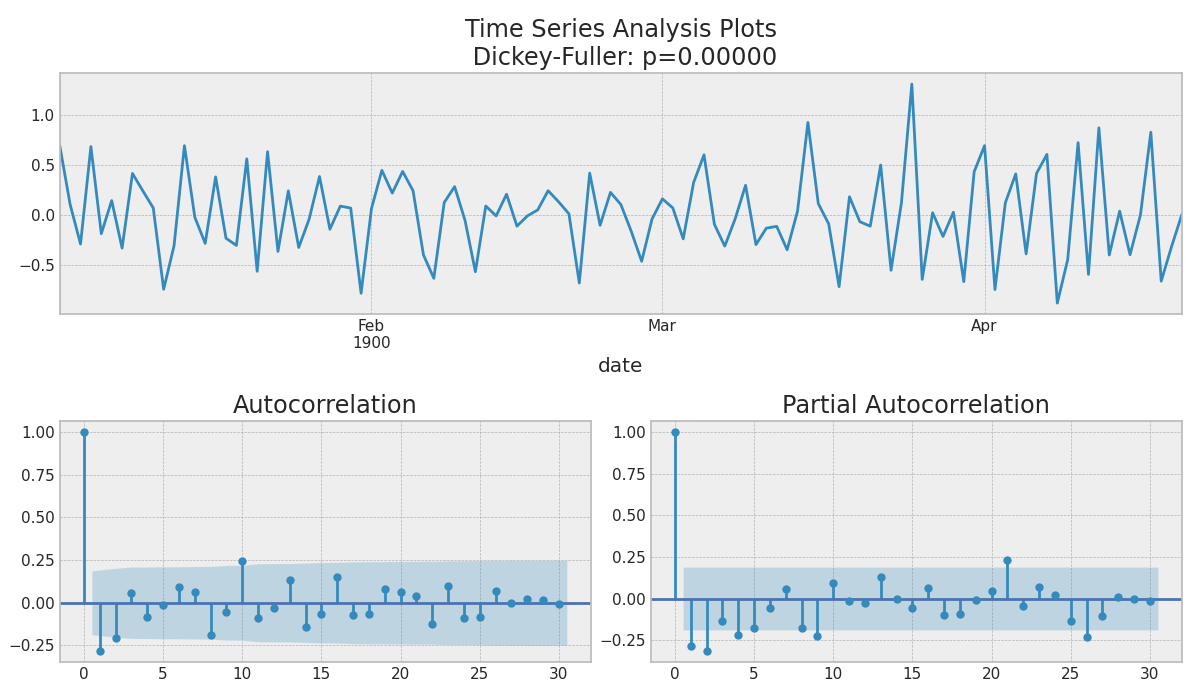 Time Series Analysis Plots
Dickey-Fuller: p=0.00000
1.0
0.5
0.0
−0.5
Feb
1900
Mar
Apr
date
Autocorrelation
1.00
0.75
0.50
0.25
0.00
−0.25
0 5 10 15 20 25 30
Partial Autocorrelation
1.00
0.75
0.50
0.25
0.00
−0.25
0 5 10 15 20 25 30